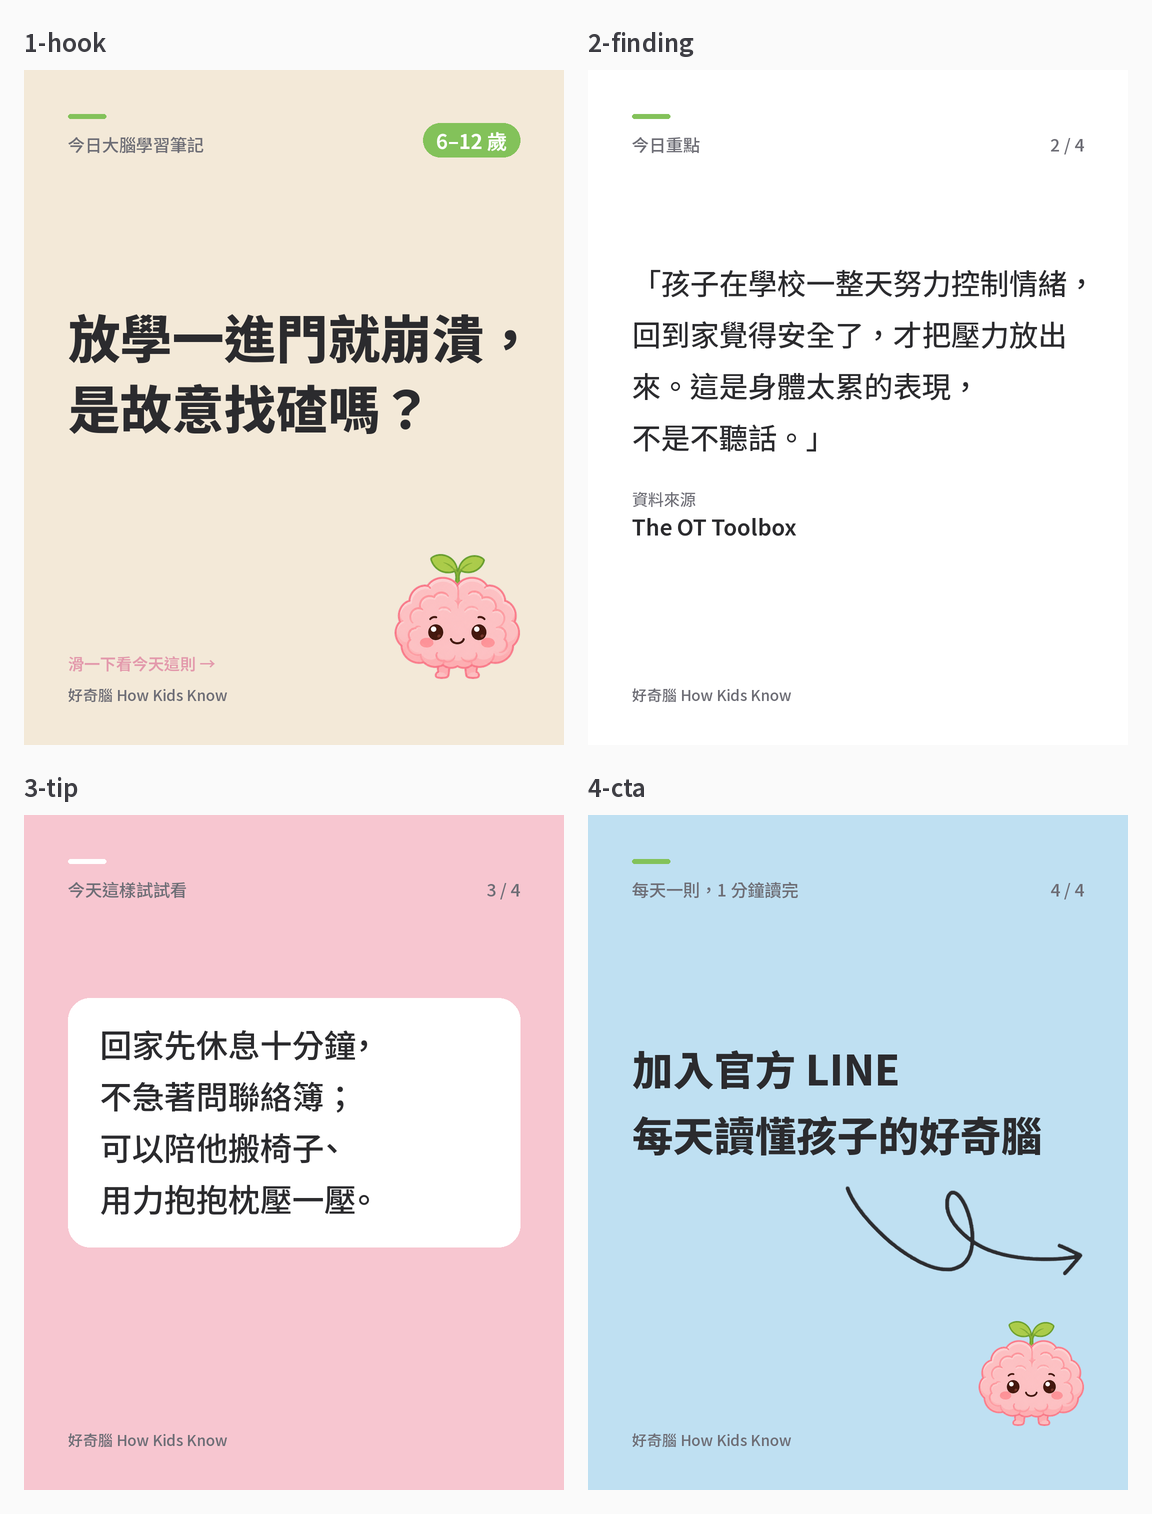 1-hook
今日大腦學習筆記
6–12 歲
放學一進門就崩潰，
是故意找碴嗎？
滑一下看今天這則 →
好奇腦 How Kids Know
2-finding
今日重點
2 / 4
「孩子在學校一整天努力控制情緒，
回到家覺得安全了，才把壓力放出
來。這是身體太累的表現，
不是不聽話。」
資料來源
The OT Toolbox
好奇腦 How Kids Know
3-tip
今天這樣試試看
3 / 4
回家先休息十分鐘，
不急著問聯絡簿；
可以陪他搬椅子、
用力抱抱枕壓一壓。
好奇腦 How Kids Know
4-cta
每天一則，1 分鐘讀完
4 / 4
加入官方 LINE
每天讀懂孩子的好奇腦
好奇腦 How Kids Know